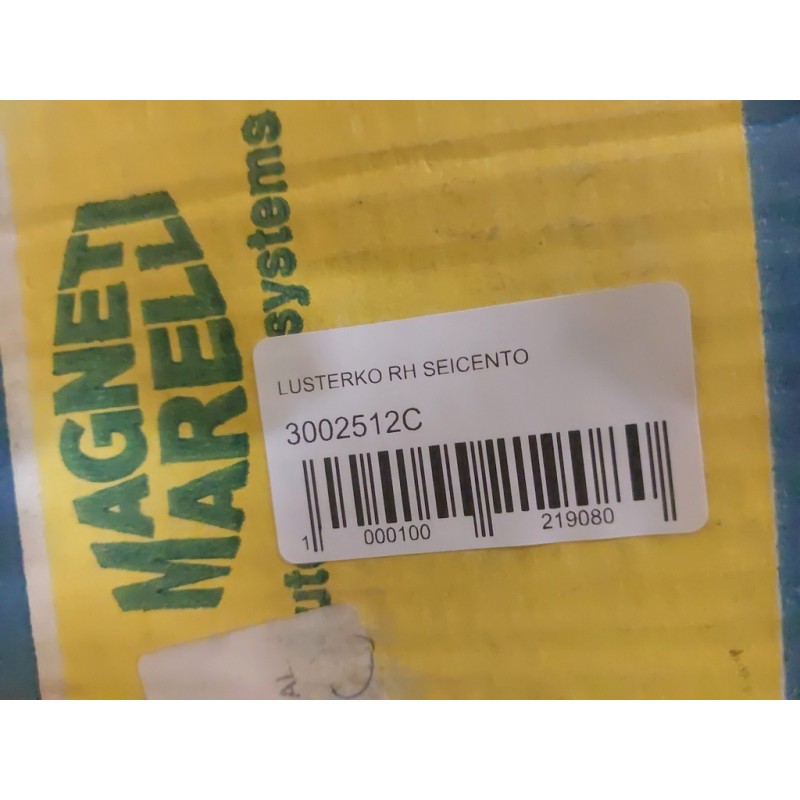 MAGNETI
MARELLI
systems
LUSTERKO RH SEICENTO
3002512C
1 000100 219080